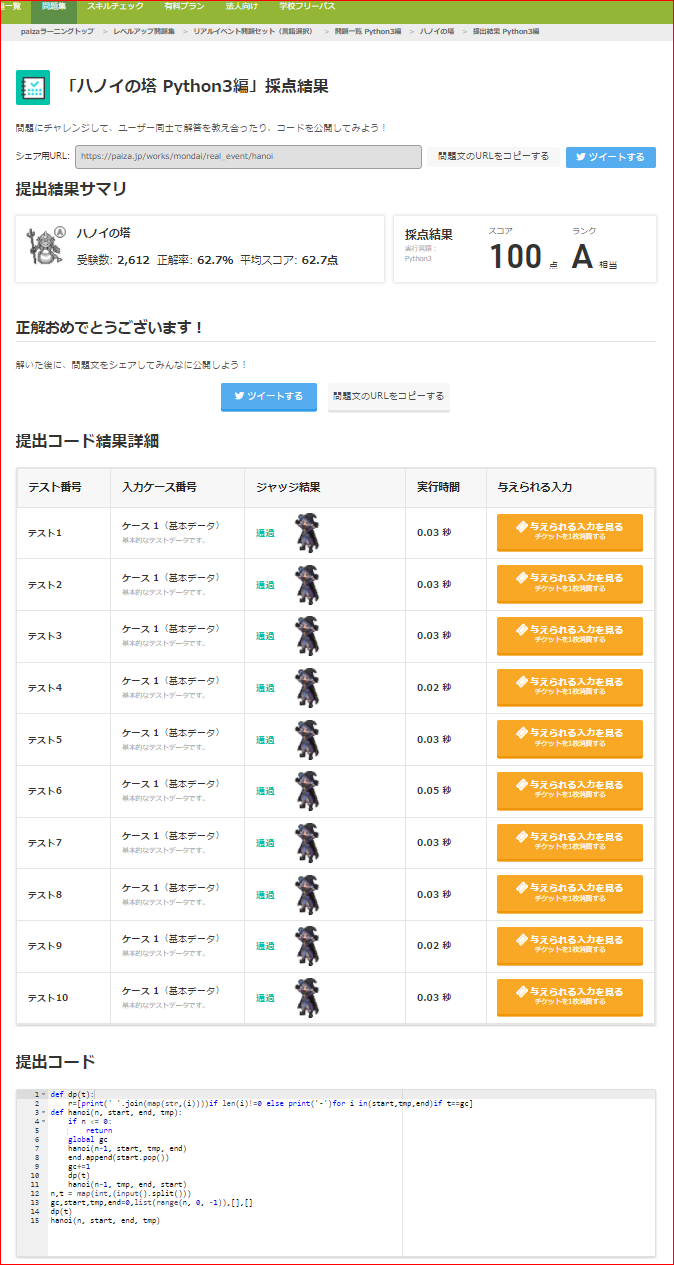 題一覧 問題集 スキルチェック 有料プラン 法人向け 学校フリーパス
paizaラーニングトップ > レベルアップ問題集 > リアルイベント問題セット（言語選択） > 問題一覧 Python3編 > ハノイの塔 > 提出結果 Python3編
「ハノイの塔 Python3編」採点結果
問題にチャレンジして、ユーザー同士で解答を教え合ったり、コードを公開してみよう！
シェア用URL: https://paiza.jp/works/mondai/real_event/hanoi 問題文のURLをコピーする ツイートする
提出結果サマリ
A ハノイの塔
受験数: 2,612 正解率: 62.7% 平均スコア: 62.7点
採点結果 スコア ランク
実行言語：
Python3
100 点 A 相当
正解おめでとうございます！
解いた後に、問題文をシェアしてみんなに公開しよう！
ツイートする 問題文のURLをコピーする
提出コード結果詳細
テスト番号 入力ケース番号 ジャッジ結果 実行時間 与えられる入力
テスト1 ケース 1（基本データ） 通過 0.03 秒 与えられる入力を見る
基本的なテストデータです。 チケットを1枚消費する
テスト2 ケース 1（基本データ） 通過 0.03 秒 与えられる入力を見る
基本的なテストデータです。 チケットを1枚消費する
テスト3 ケース 1（基本データ） 通過 0.03 秒 与えられる入力を見る
基本的なテストデータです。 チケットを1枚消費する
テスト4 ケース 1（基本データ） 通過 0.02 秒 与えられる入力を見る
基本的なテストデータです。 チケットを1枚消費する
テスト5 ケース 1（基本データ） 通過 0.03 秒 与えられる入力を見る
基本的なテストデータです。 チケットを1枚消費する
テスト6 ケース 1（基本データ） 通過 0.05 秒 与えられる入力を見る
基本的なテストデータです。 チケットを1枚消費する
テスト7 ケース 1（基本データ） 通過 0.03 秒 与えられる入力を見る
基本的なテストデータです。 チケットを1枚消費する
テスト8 ケース 1（基本データ） 通過 0.03 秒 与えられる入力を見る
基本的なテストデータです。 チケットを1枚消費する
テスト9 ケース 1（基本データ） 通過 0.02 秒 与えられる入力を見る
基本的なテストデータです。 チケットを1枚消費する
テスト10 ケース 1（基本データ） 通過 0.03 秒 与えられる入力を見る
基本的なテストデータです。 チケットを1枚消費する
提出コード
1 def dp(t):
2     r=[print(' '.join(map(str,(i))))if len(i)!=0 else print('-')for i in(start,tmp,end)if t==gc]
3 def hanoi(n, start, end, tmp):
4     if n <= 0:
5         return
6     global gc
7     hanoi(n-1, start, tmp, end)
8     end.append(start.pop())
9     gc+=1
10     dp(t)
11     hanoi(n-1, tmp, end, start)
12 n,t = map(int,(input().split()))
13 gc,start,tmp,end=0,list(range(n, 0, -1)),[],[]
14 dp(t)
15 hanoi(n, start, end, tmp)